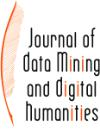 Journal of
Data Mining
and digital
Humanities